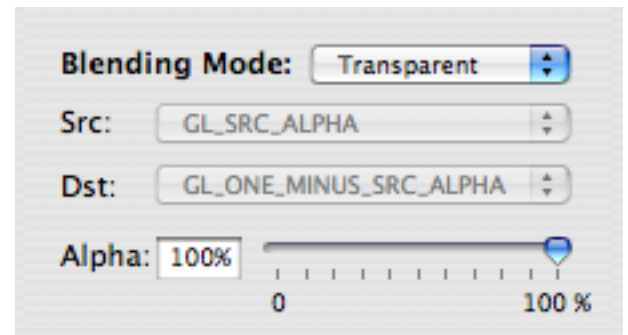 Blending Mode: Transparent
Src: GL_SRC_ALPHA
Dst: GL_ONE_MINUS_SRC_ALPHA
Alpha: 100%
0 100 %